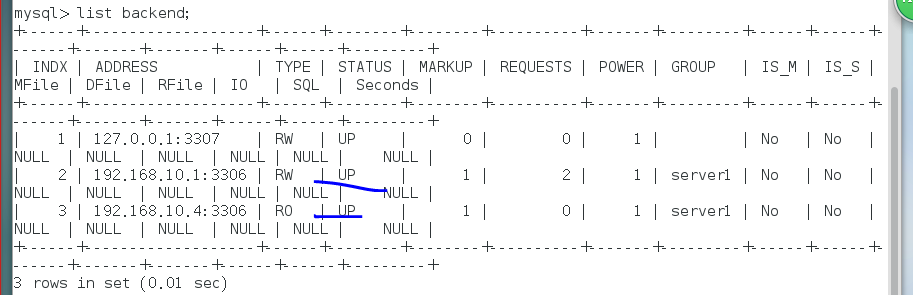 mysql> list backend;
+------+-------------------+------+--------+--------+----------+-------+---------+------+------+
-------+-------+-------+------+------+---------+
| INDX | ADDRESS | TYPE | STATUS | MARKUP | REQUESTS | POWER | GROUP | IS_M | IS_S |
MFile | DFile | RFile | IO | SQL | Seconds |
+------+-------------------+------+--------+--------+----------+-------+---------+------+------+
-------+-------+-------+------+------+---------+
| 1 | 127.0.0.1:3307 | RW | UP | 0 | 0 | 1 | | No | No |
NULL | NULL | NULL | NULL | NULL | NULL |
| 2 | 192.168.10.1:3306 | RW | UP | 1 | 2 | 1 | server1 | No | No |
NULL | NULL | NULL | NULL | NULL | NULL |
| 3 | 192.168.10.4:3306 | RO | UP | 1 | 0 | 1 | server1 | No | No |
NULL | NULL | NULL | NULL | NULL | NULL |
+------+-------------------+------+--------+--------+----------+-------+---------+------+------+
-------+-------+-------+------+------+---------+
3 rows in set (0.01 sec)